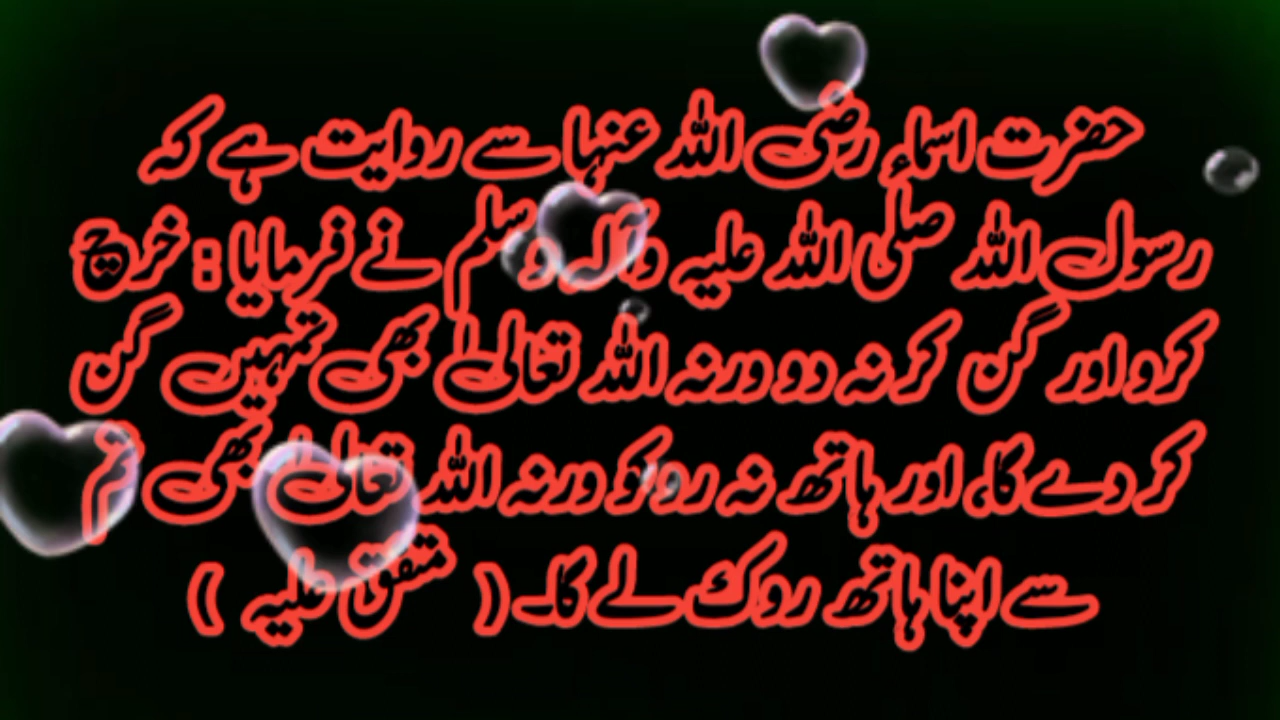 حضرت اسماء رضی اللہ عنہا سے روایت ہے کہ
رسول اللہ صلی اللہ علیہ وآلہ وسلم نے فرمایا : خرچ
کرو اور گن کر نہ دو ورنہ اللہ تعالیٰ بھی تمہیں گن
کر دے گا، اور ہاتھ نہ روکو ورنہ اللہ تعالیٰ بھی تم
سے اپنا ہاتھ روک لے گا۔ ( متفق علیہ )